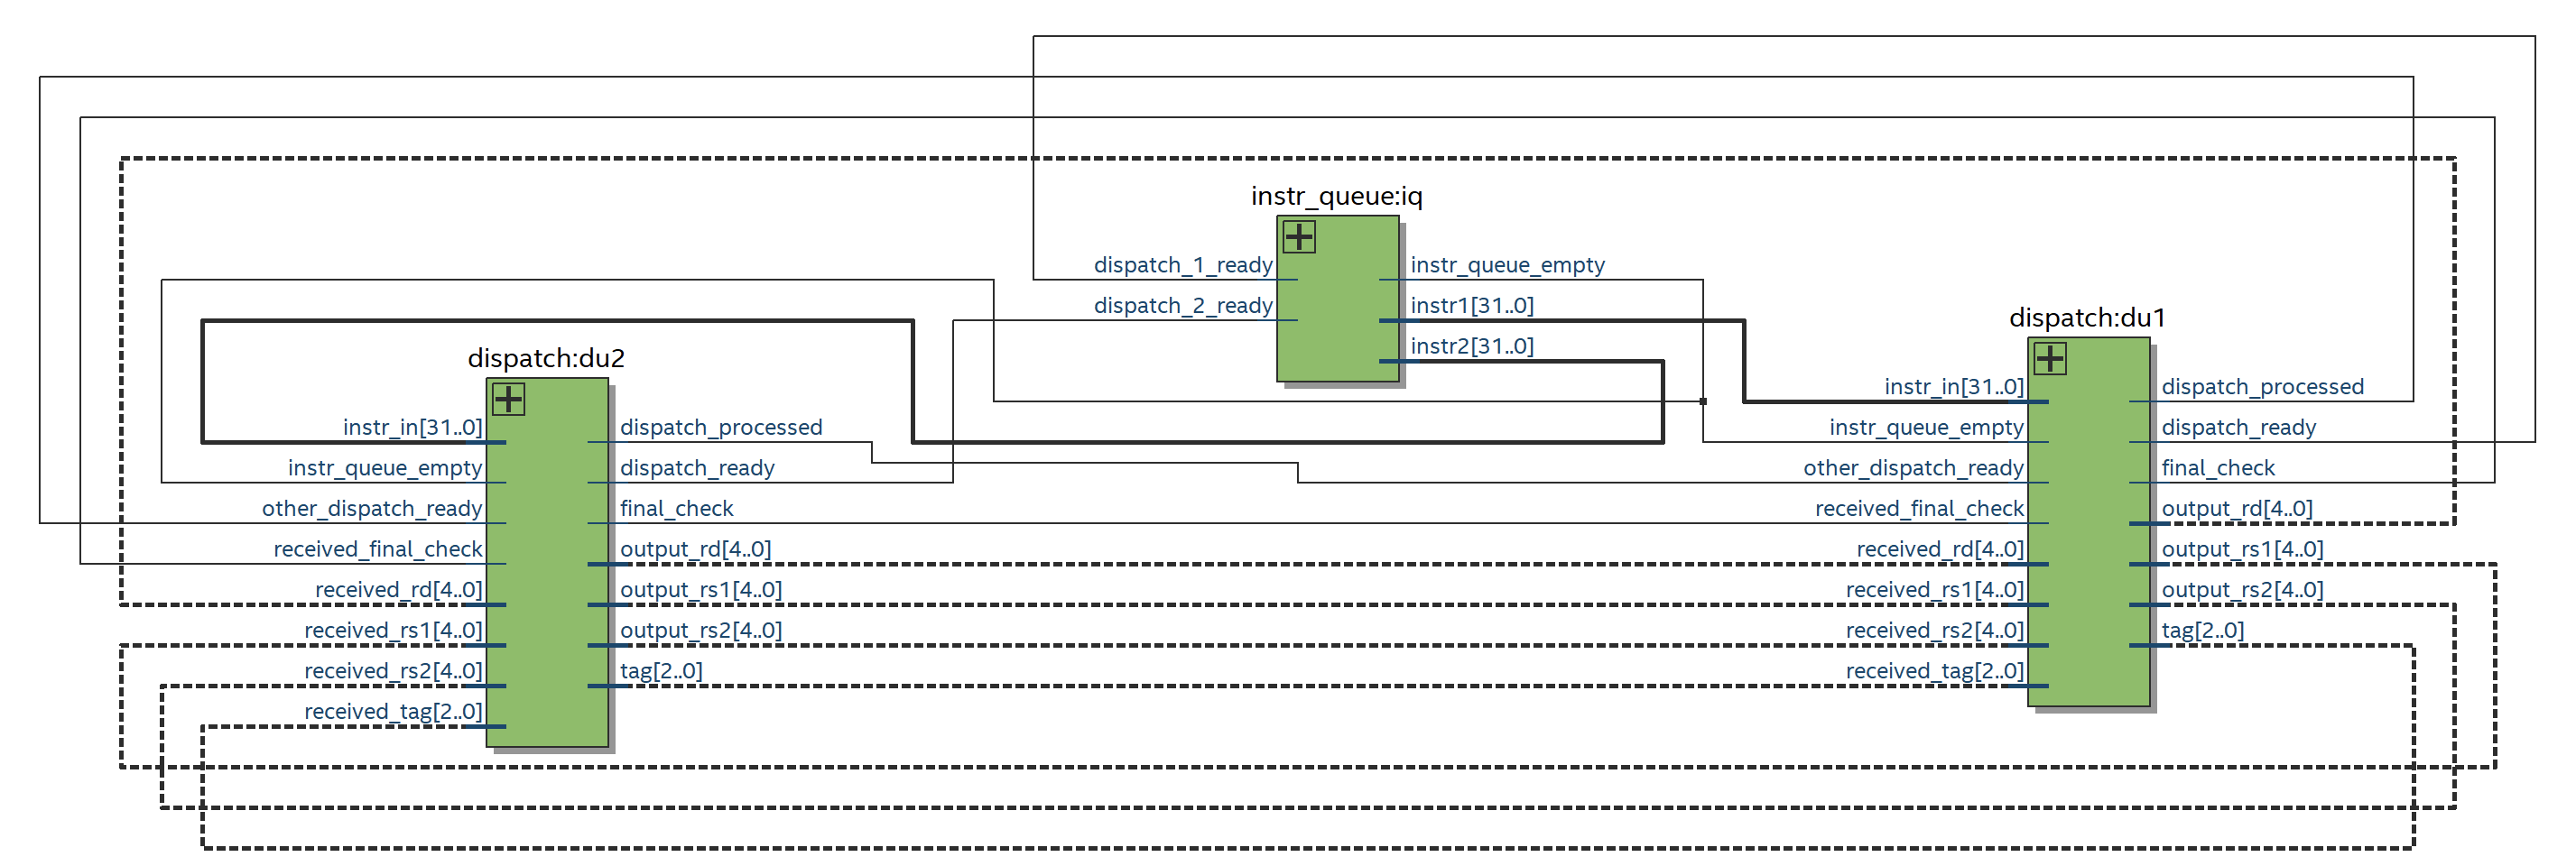 instr_queue:iq
dispatch_1_ready
dispatch_2_ready
instr_queue_empty
instr1[31..0]
instr2[31..0]
dispatch:du2
instr_in[31..0]
instr_queue_empty
other_dispatch_ready
received_final_check
received_rd[4..0]
received_rs1[4..0]
received_rs2[4..0]
received_tag[2..0]
dispatch_processed
dispatch_ready
final_check
output_rd[4..0]
output_rs1[4..0]
output_rs2[4..0]
tag[2..0]
dispatch:du1
instr_in[31..0]
instr_queue_empty
other_dispatch_ready
received_final_check
received_rd[4..0]
received_rs1[4..0]
received_rs2[4..0]
received_tag[2..0]
dispatch_processed
dispatch_ready
final_check
output_rd[4..0]
output_rs1[4..0]
output_rs2[4..0]
tag[2..0]